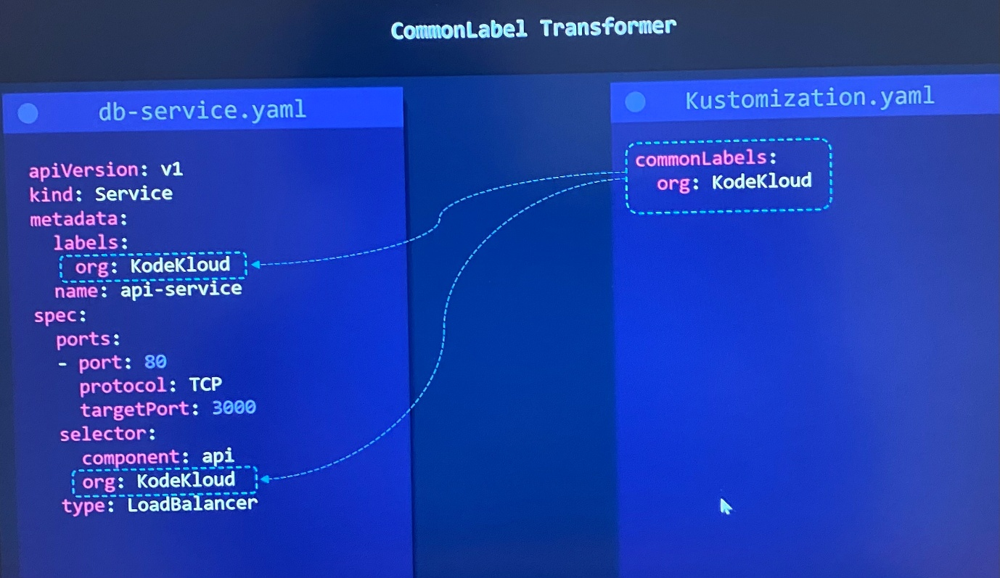 CommonLabel Transformer
db-service.yaml
apiVersion: v1
kind: Service
metadata:
labels:
org: KodeKloud
name: api-service
spec:
ports:
- port: 80
protocol: TCP
targetPort: 3000
selector:
component: api
org: KodeKloud
type: LoadBalancer
Kustomization.yaml
commonLabels:
org: KodeKloud